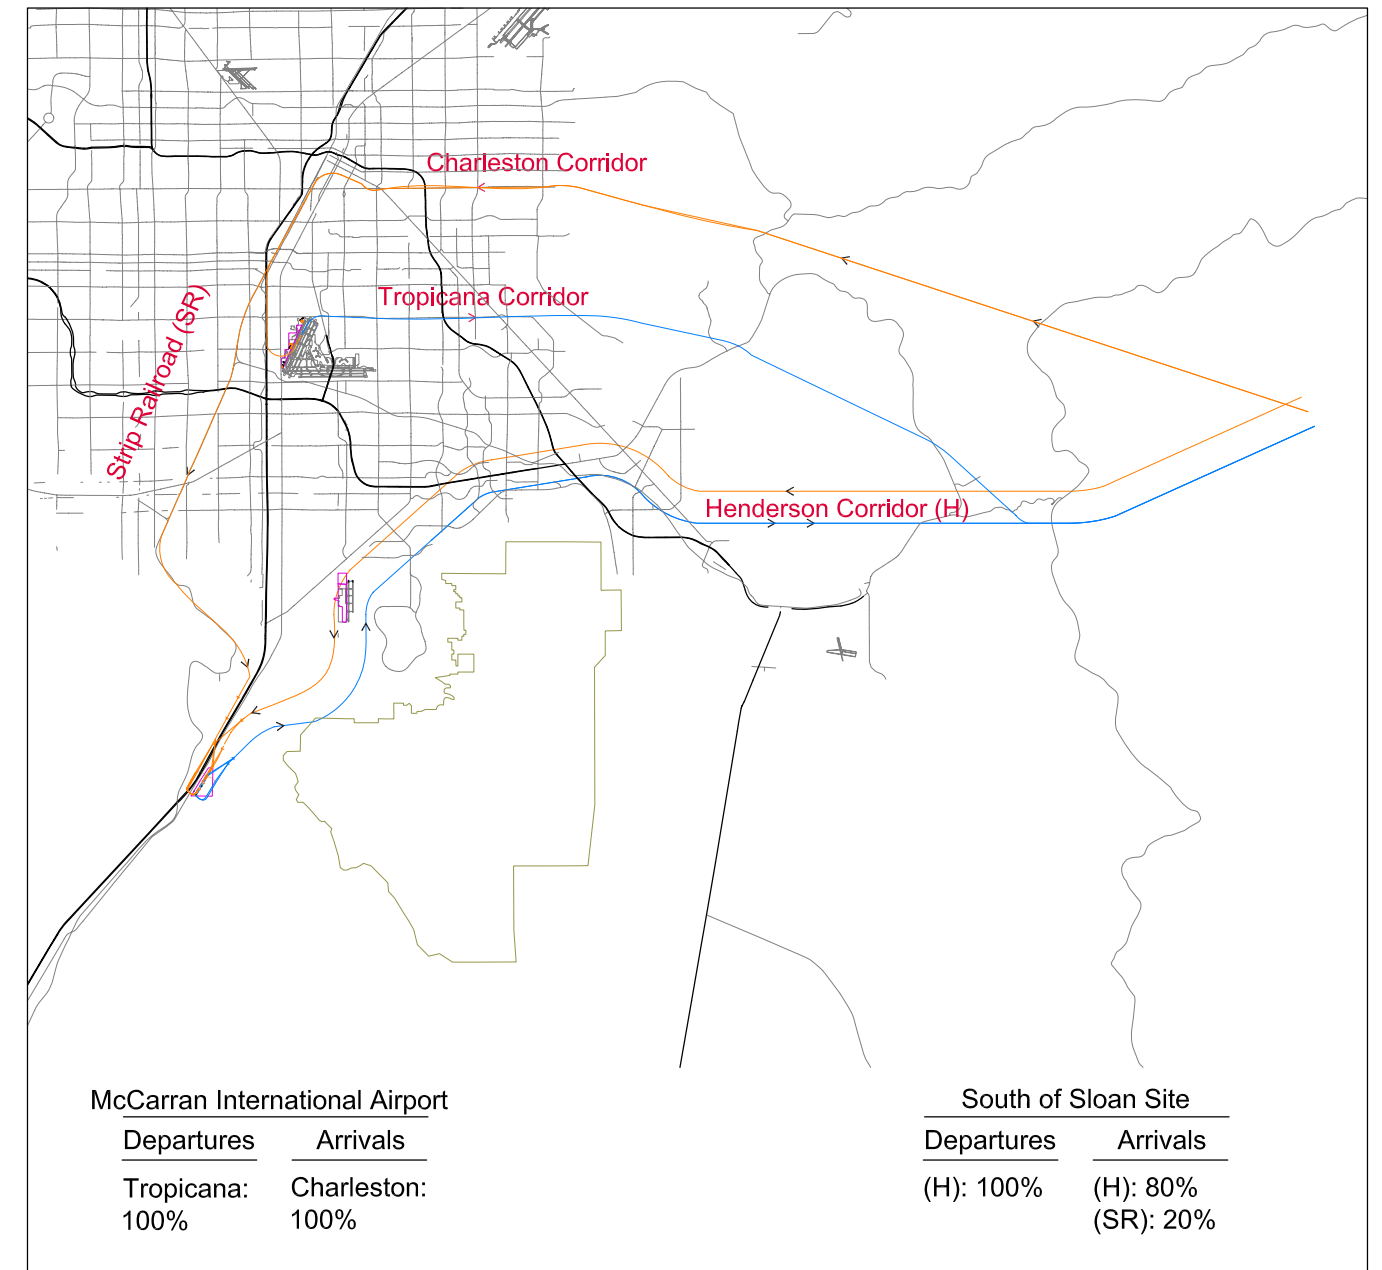 Charleston Corridor
Tropicana Corridor
Strip Railroad (SR)
Henderson Corridor (H)
McCarran International Airport
Departures Arrivals
Tropicana: Charleston:
100% 100%
South of Sloan Site
Departures Arrivals
(H): 100% (H): 80%
(SR): 20%